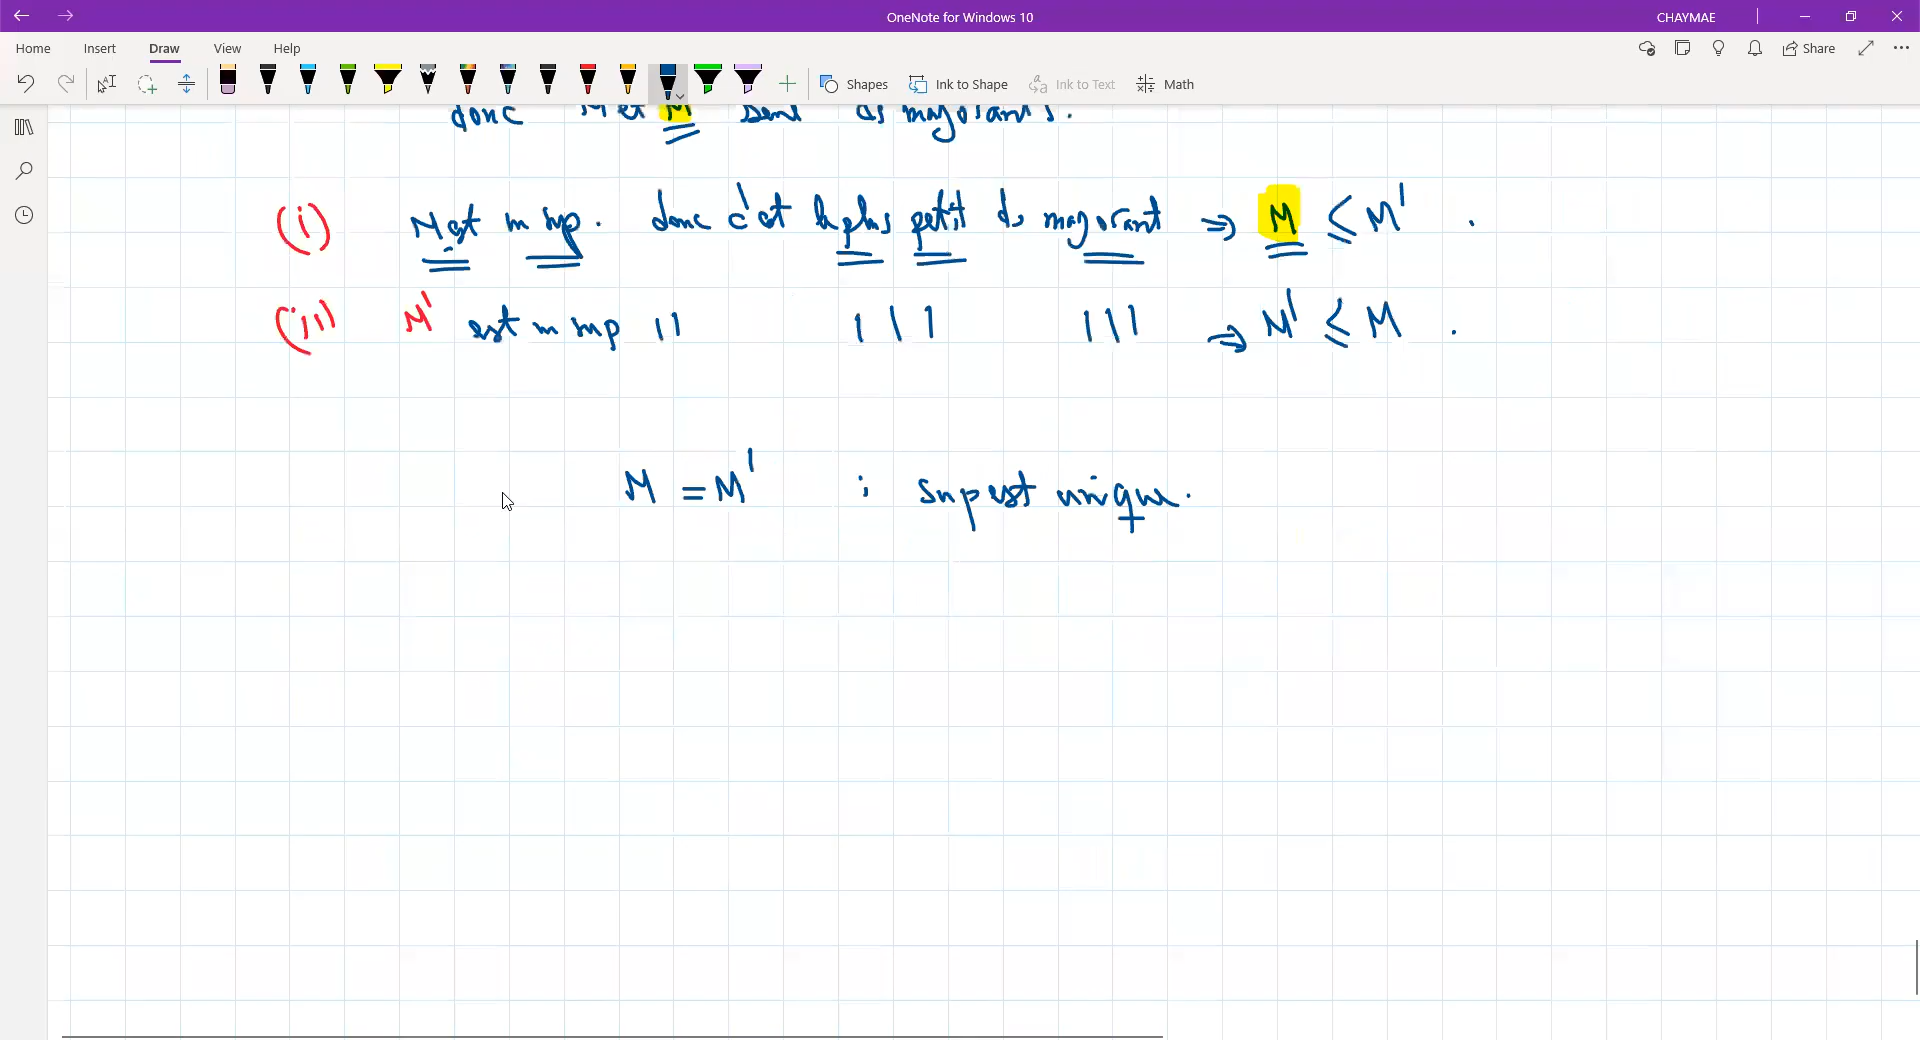 OneNote for Windows 10
CHAYMAE
Home Insert Draw View Help
Share
Shapes Ink to Shape Ink to Text Math
donc M et M' sont des majorants.
(i) M est un sup. donc c'est le plus petit des majorant ⇒ M ≤ M' .
(ii) M' est un sup || ||| ||| ⇒ M' ≤ M .
M = M' ; sup est unique.